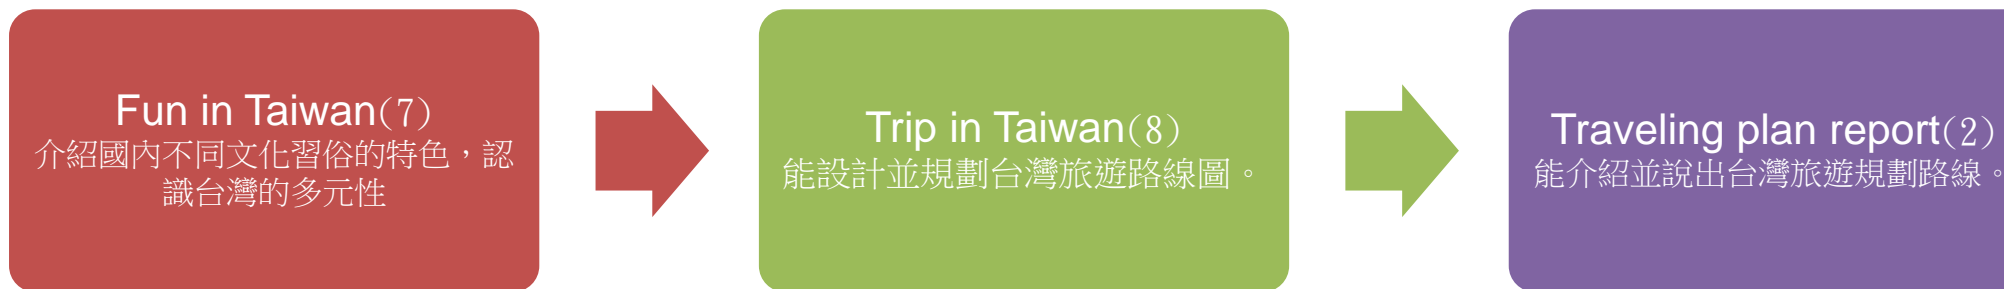 Fun in Taiwan(7)
介紹國內不同文化習俗的特色，認
識台灣的多元性
Trip in Taiwan(8)
能設計並規劃台灣旅遊路線圖。
Traveling plan report(2)
能介紹並說出台灣旅遊規劃路線。